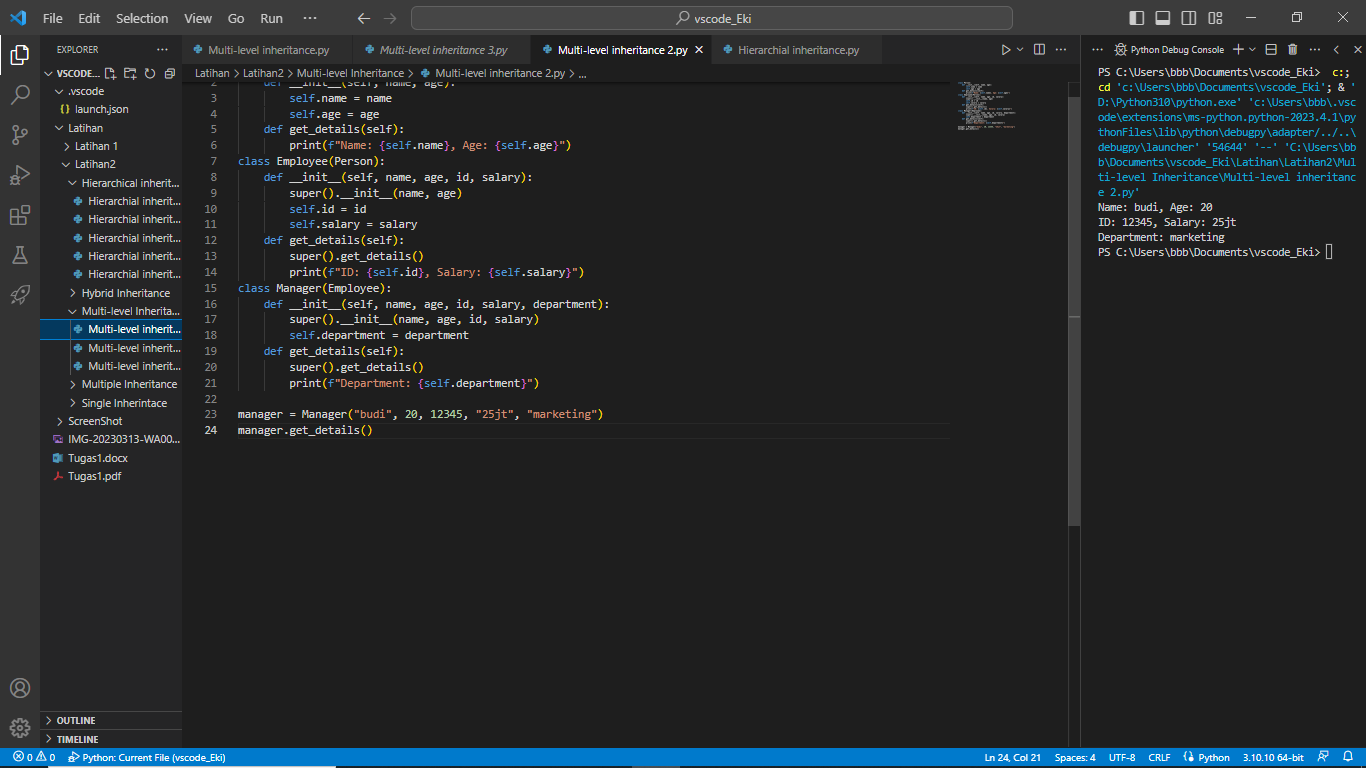 File Edit Selection View Go Run ··· vscode_Eki
EXPLORER ···
VSCODE...
.vscode
launch.json
Latihan
Latihan 1
Latihan2
Hierarchical inherit...
Hierarchial inherit...
Hierarchial inherit...
Hierarchial inherit...
Hierarchial inherit...
Hierarchial inherit...
Hybrid Inheritance
Multi-level Inherita...
Multi-level inherit...
Multi-level inherit...
Multi-level inherit...
Multiple Inheritance
Single Inherintace
ScreenShot
IMG-20230313-WA00...
Tugas1.docx
Tugas1.pdf
OUTLINE
TIMELINE
Multi-level inheritance.py Multi-level inheritance 3.py Multi-level inheritance 2.py Hierarchial inheritance.py
Latihan > Latihan2 > Multi-level Inheritance > Multi-level inheritance 2.py > ...
2 def __init__(self, name, age):
3 self.name = name
4 self.age = age
5 def get_details(self):
6 print(f"Name: {self.name}, Age: {self.age}")
7 class Employee(Person):
8 def __init__(self, name, age, id, salary):
9 super().__init__(name, age)
10 self.id = id
11 self.salary = salary
12 def get_details(self):
13 super().get_details()
14 print(f"ID: {self.id}, Salary: {self.salary}")
15 class Manager(Employee):
16 def __init__(self, name, age, id, salary, department):
17 super().__init__(name, age, id, salary)
18 self.department = department
19 def get_details(self):
20 super().get_details()
21 print(f"Department: {self.department}")
22
23 manager = Manager("budi", 20, 12345, "25jt", "marketing")
24 manager.get_details()
Python Debug Console
PS C:\Users\bbb\Documents\vscode_Eki> c:;
cd 'c:\Users\bbb\Documents\vscode_Eki'; & '
D:\Python310\python.exe' 'c:\Users\bbb\.vsc
ode\extensions\ms-python.python-2023.4.1\py
thonFiles\lib\python\debugpy\adapter/../..\
debugpy\launcher' '54644' '--' 'C:\Users\bb
b\Documents\vscode_Eki\Latihan\Latihan2\Mul
ti-level Inheritance\Multi-level inheritanc
e 2.py'
Name: budi, Age: 20
ID: 12345, Salary: 25jt
Department: marketing
PS C:\Users\bbb\Documents\vscode_Eki>
0 0 Python: Current File (vscode_Eki) Ln 24, Col 21 Spaces: 4 UTF-8 CRLF Python 3.10.10 64-bit